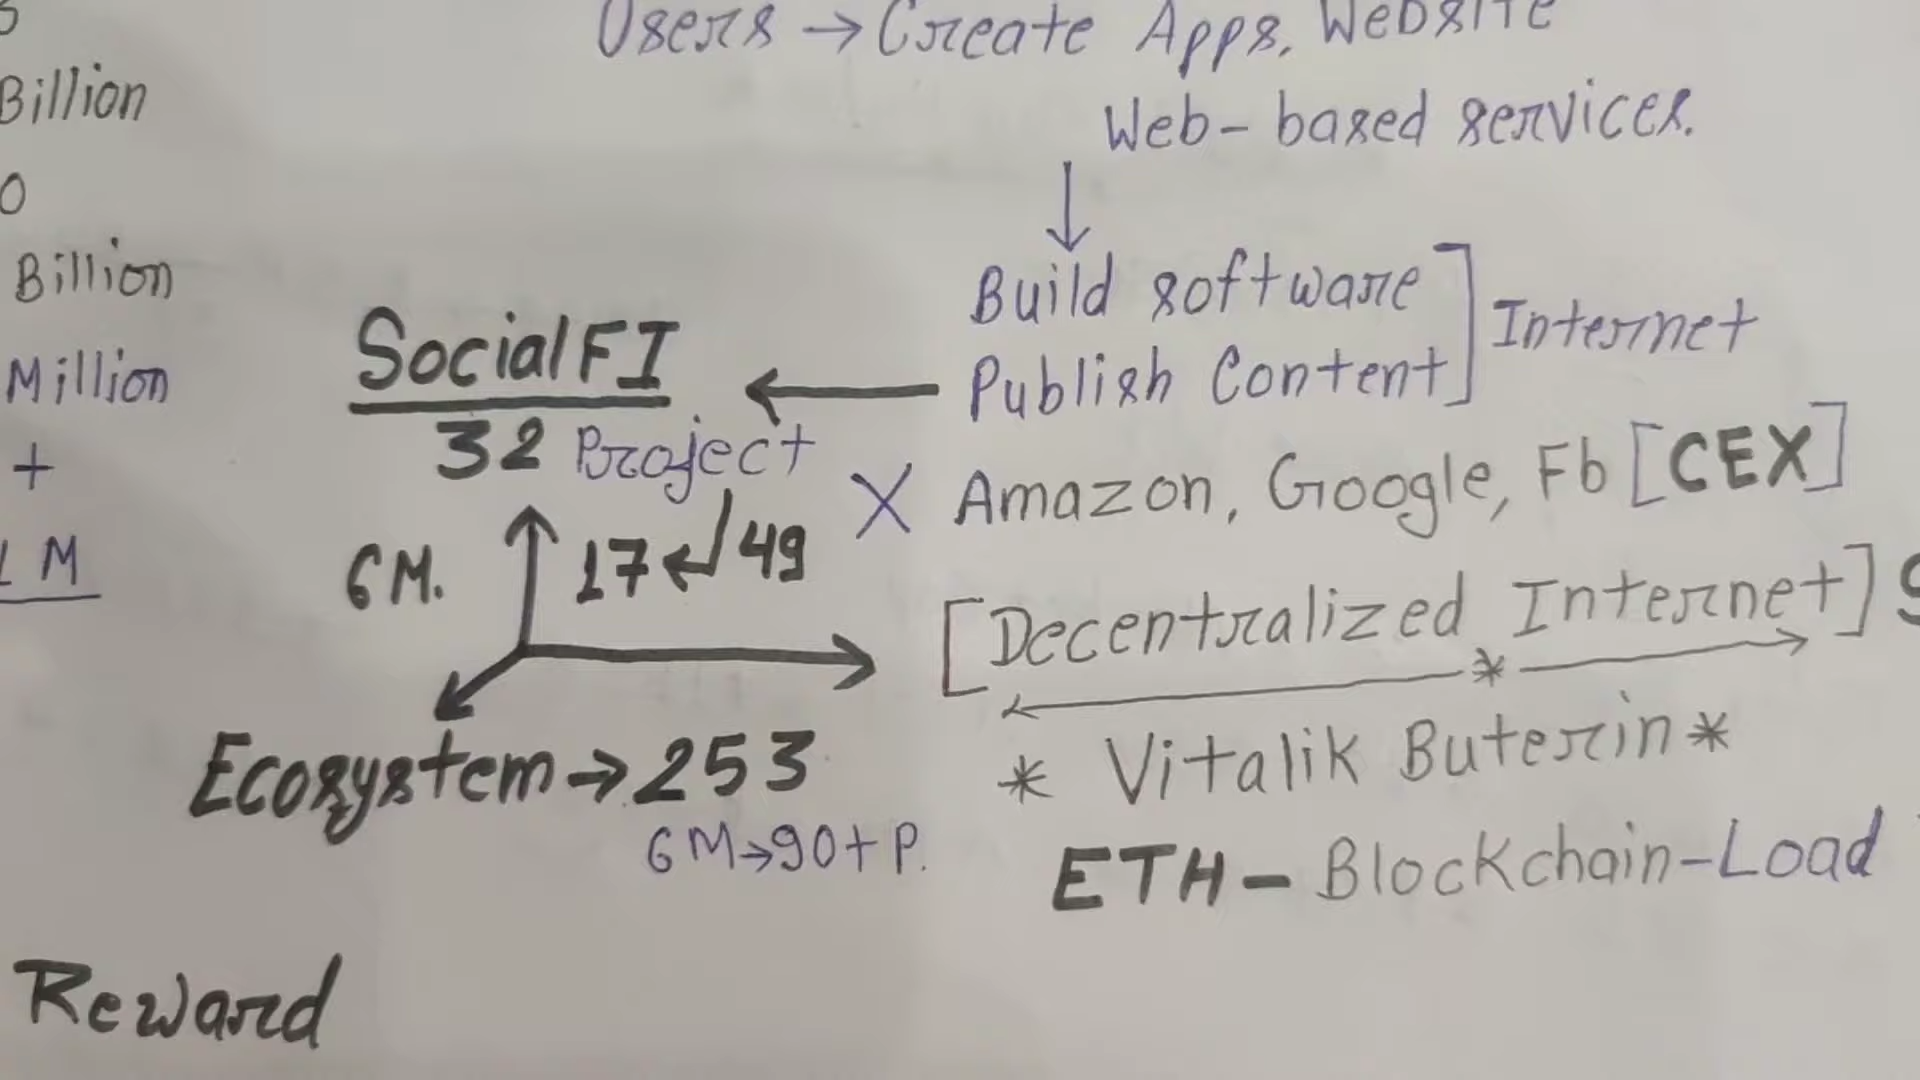 Users → Create Apps, Website
Web-based services.
↓
Build software
Publish Content
] Internet
Billion
0
Billion
Million
+
M
SocialFI
←
32 Project
6M.
17 ↲ 49
X Amazon, Google, Fb [CEX]
[Decentralized Internet]
* Vitalik Buterin *
Ecosystem → 253
6M → 90+ P.
ETH - Blockchain-Load
Reward